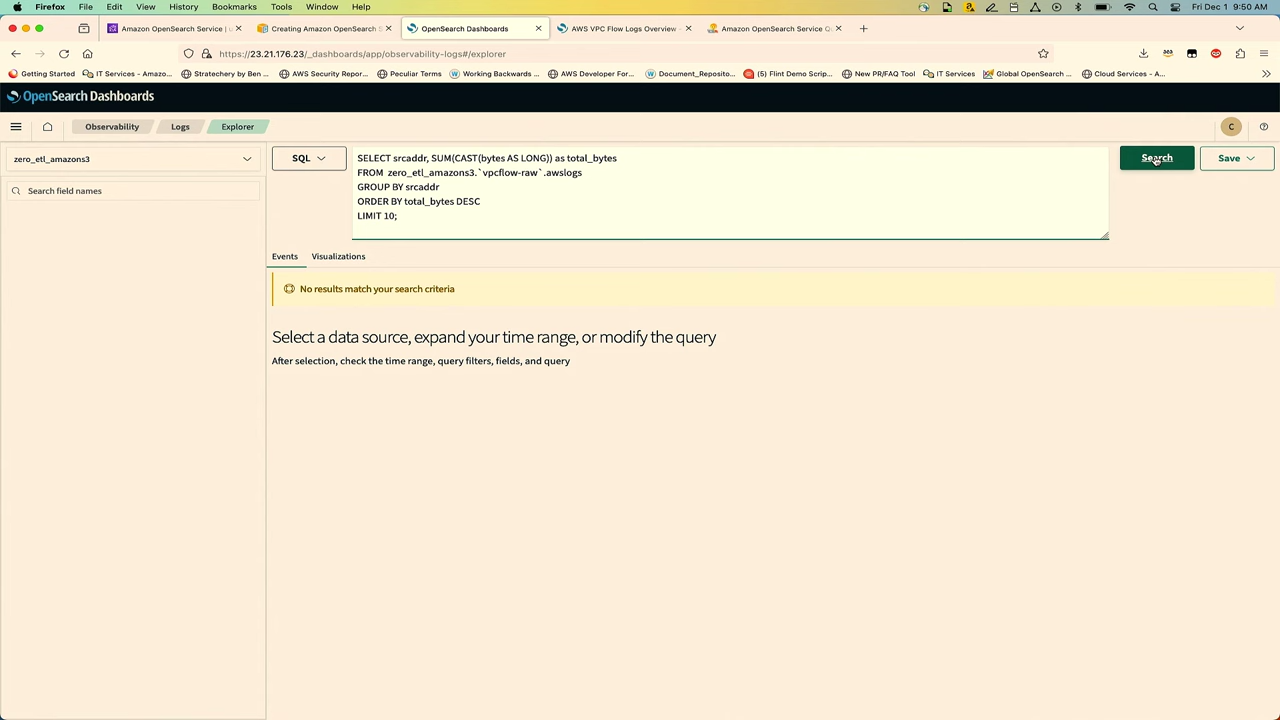 Firefox File Edit View History Bookmarks Tools Window Help Fri Dec 1 9:50 AM
Amazon OpenSearch Service | u Creating Amazon OpenSearch S OpenSearch Dashboards AWS VPC Flow Logs Overview - Amazon OpenSearch Service Q
https://23.21.176.23/_dashboards/app/observability-logs#/explorer
Getting Started IT Services - Amazo... Stratechery by Ben ... AWS Security Repor... Peculiar Terms Working Backwards ... AWS Developer For... Document_Reposito... (5) Flint Demo Scrip... New PR/FAQ Tool IT Services Global OpenSearch ... Cloud Services - A...
OpenSearch Dashboards
Observability Logs Explorer C
zero_etl_amazons3
SQL
SELECT srcaddr, SUM(CAST(bytes AS LONG)) as total_bytes
FROM  zero_etl_amazons3.`vpcflow-raw`.awslogs
GROUP BY srcaddr
ORDER BY total_bytes DESC
LIMIT 10;
Search
Save
Search field names
Events Visualizations
No results match your search criteria
Select a data source, expand your time range, or modify the query
After selection, check the time range, query filters, fields, and query